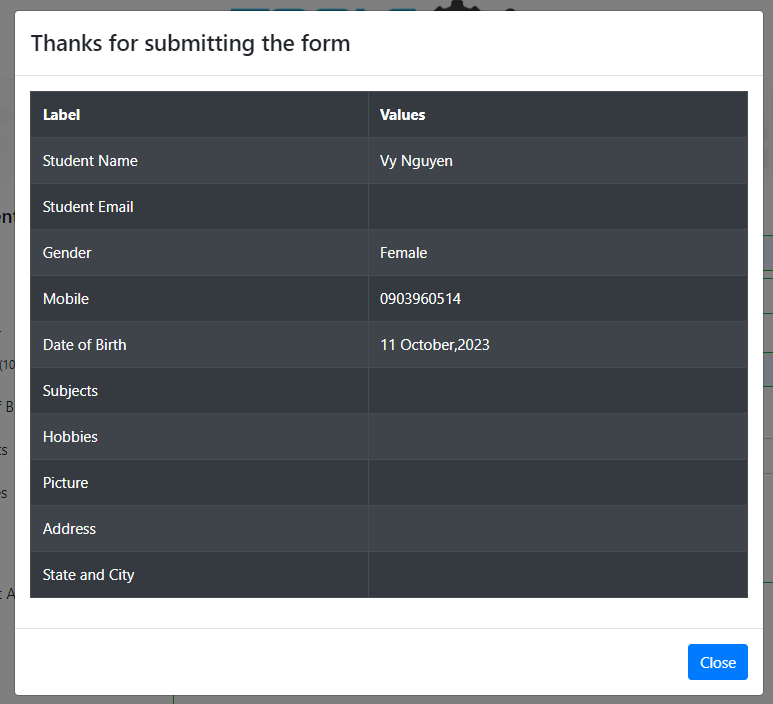 Thanks for submitting the form
Label Values
Student Name Vy Nguyen
Student Email
Gender Female
Mobile 0903960514
Date of Birth 11 October,2023
Subjects
Hobbies
Picture
Address
State and City
Close